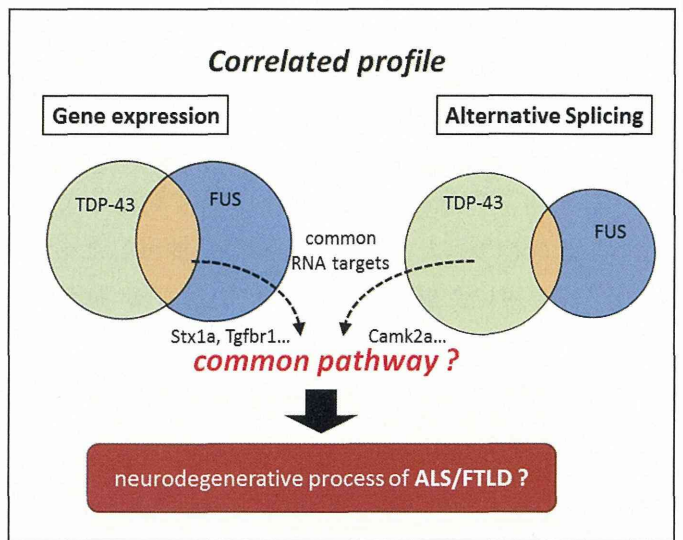 Correlated profile
Gene expression
Alternative Splicing
TDP-43
FUS
TDP-43
FUS
common
RNA targets
Stx1a, Tgfbr1...
Camk2a...
common pathway ?
neurodegenerative process of ALS/FTLD ?